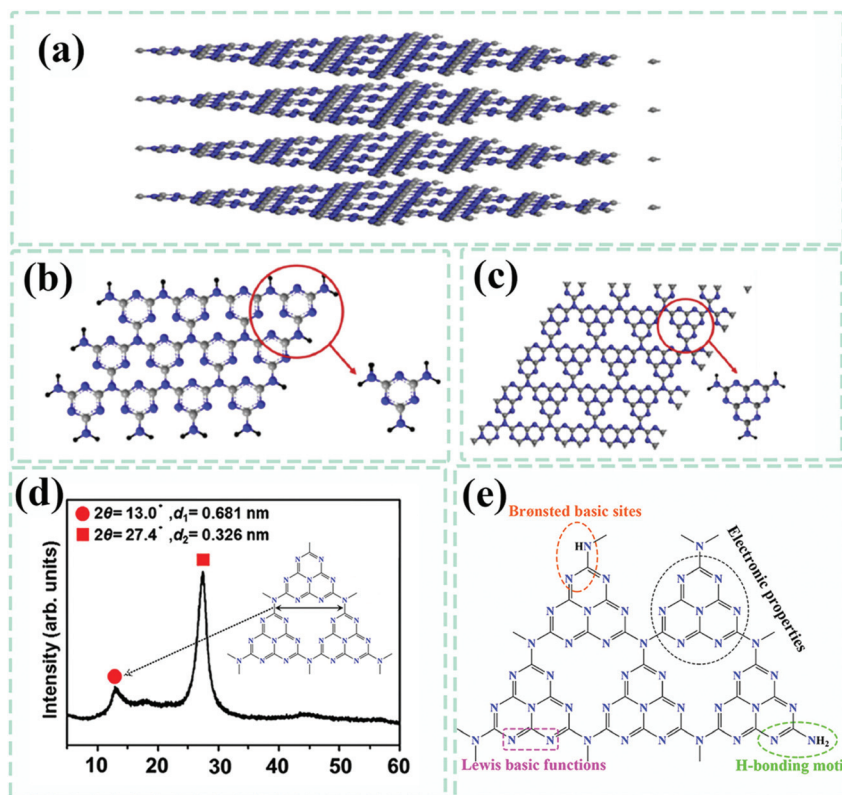 (a)
(b)
(c)
(d)
2θ= 13.0° ,d₁= 0.681 nm
2θ= 27.4° ,d₂= 0.326 nm
Intensity (arb. units)
10 20 30 40 50 60
N N N
N N
N N N
N N N N N
N N N N
N N N N N N
N N N N
(e)
Brønsted basic sites
Electronic properties
HN N
N N N N
N N
N N N N N N
N N N
N N N N N N
N N N
N N N N N N N N NH₂
Lewis basic functions
H-bonding moti